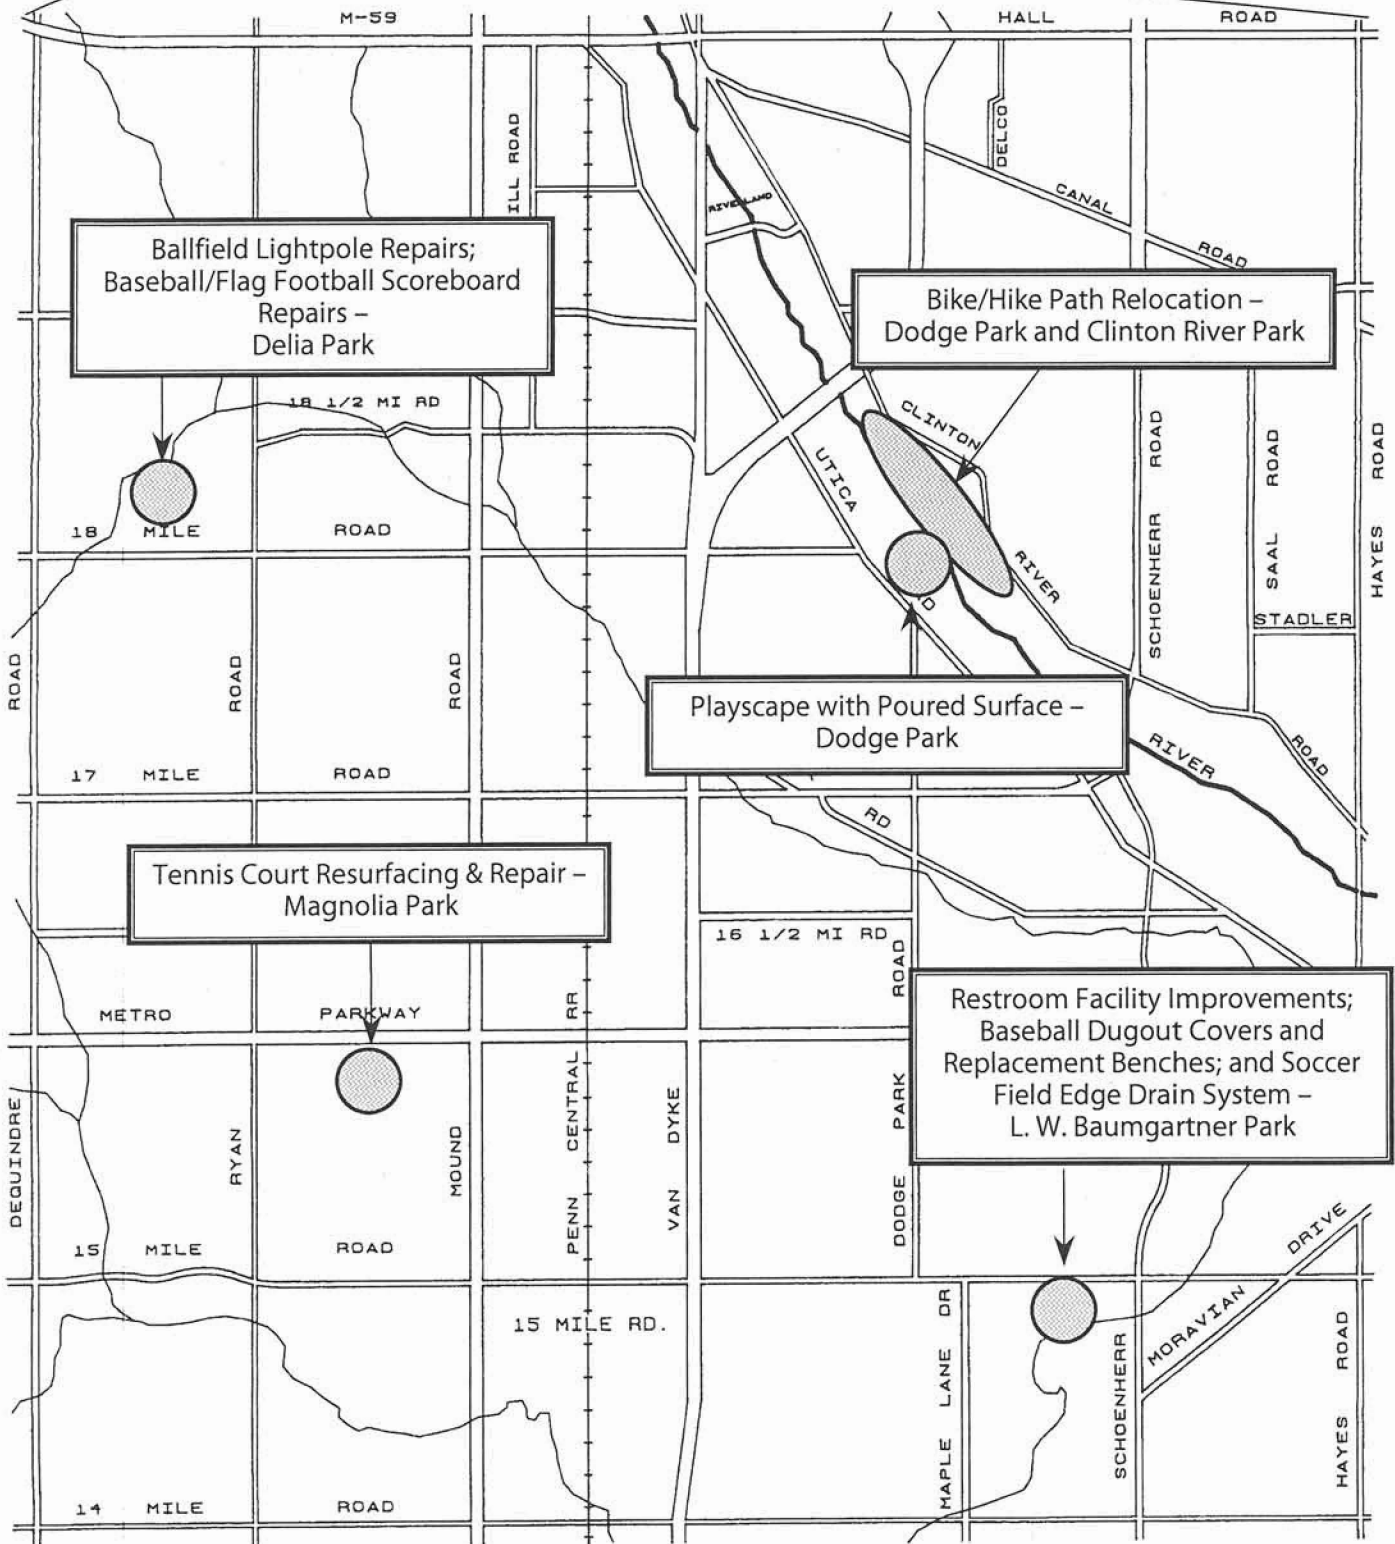 M-59
HALL ROAD
ILL ROAD
DELCO
CANAL
ROAD
RIVERLAND
Ballfield Lightpole Repairs;
Baseball/Flag Football Scoreboard
Repairs –
Delia Park
Bike/Hike Path Relocation –
Dodge Park and Clinton River Park
18 1/2 MI RD
CLINTON
RIVER
ROAD
UTICA
RD
SCHOENHERR ROAD
SAAL ROAD
HAYES ROAD
18 MILE ROAD
STADLER
ROAD
ROAD
ROAD
Playscape with Poured Surface –
Dodge Park
RIVER
17 MILE ROAD
RD
Tennis Court Resurfacing & Repair –
Magnolia Park
16 1/2 MI RD
METRO PARKWAY
Restroom Facility Improvements;
Baseball Dugout Covers and
Replacement Benches; and Soccer
Field Edge Drain System –
L. W. Baumgartner Park
DEQUINDRE
RYAN
MOUND
PENN CENTRAL RR
VAN DYKE
DODGE PARK ROAD
15 MILE ROAD
15 MILE RD.
MORAVIAN DRIVE
MAPLE LANE DR
SCHOENHERR
HAYES ROAD
14 MILE ROAD